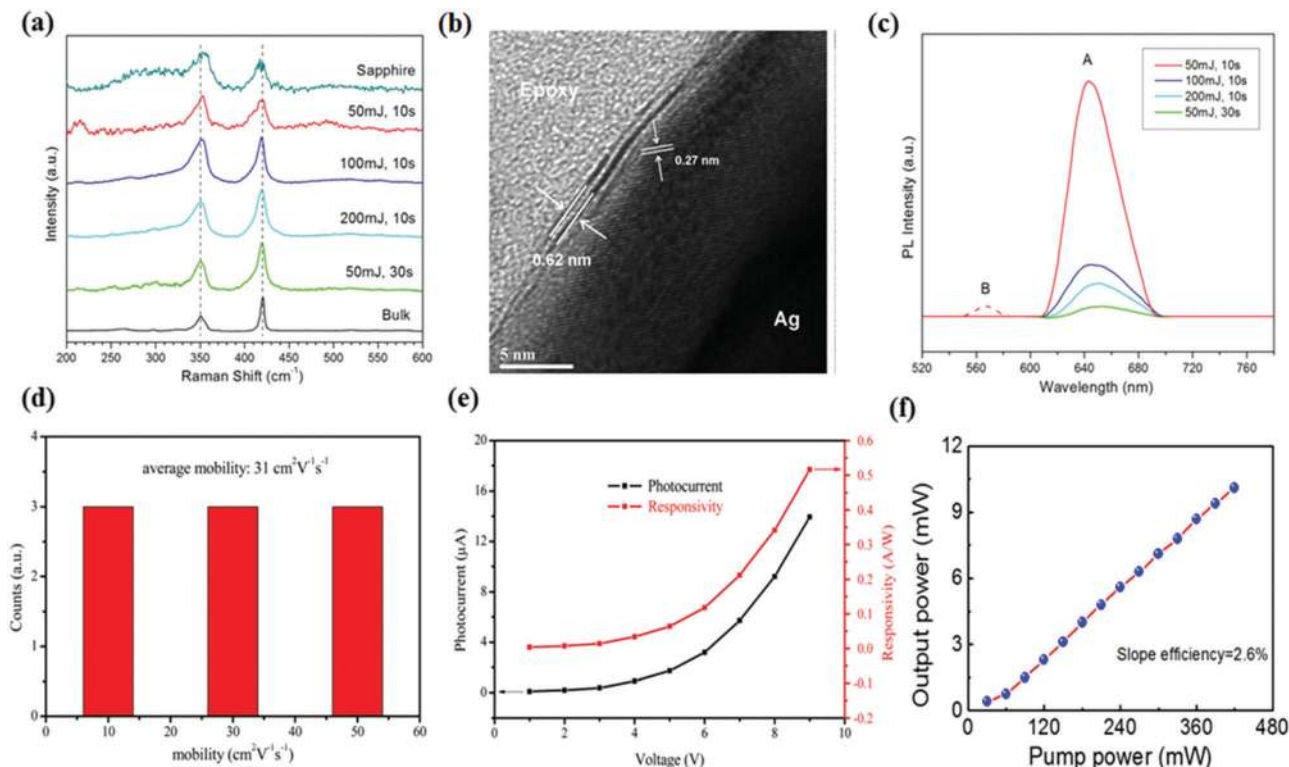 (a)
Sapphire
50mJ, 10s
100mJ, 10s
200mJ, 10s
50mJ, 30s
Bulk
Intensity (a.u.)
200 250 300 350 400 450 500 550 600
Raman Shift (cm⁻¹)
(b)
Epoxy
0.27 nm
0.62 nm
Ag
5 nm
(c)
A
B
50mJ, 10s
100mJ, 10s
200mJ, 10s
50mJ, 30s
PL Intensity (a.u.)
520 560 600 640 680 720 760
Wavelength (nm)
(d)
average mobility: 31 cm²V⁻¹s⁻¹
Counts (a.u.)
4
3
2
1
0
0 10 20 30 40 50 60
mobility (cm²V⁻¹s⁻¹)
(e)
Photocurrent
Responsivity
Photocurrent (μA)
20
16
12
8
4
0
0 2 4 6 8 10
Voltage (V)
0.6
0.5
0.4
0.3
0.2
0.1
0.0
-0.1
-0.2
Responsivity (A/W)
(f)
Output power (mW)
12
9
6
3
0
Slope efficiency=2.6%
0 120 240 360 480
Pump power (mW)